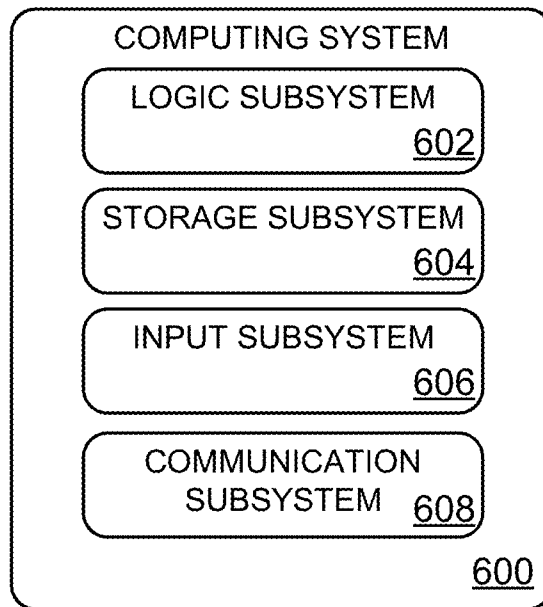 COMPUTING SYSTEM
LOGIC SUBSYSTEM
602
STORAGE SUBSYSTEM
604
INPUT SUBSYSTEM
606
COMMUNICATION
SUBSYSTEM 608
600